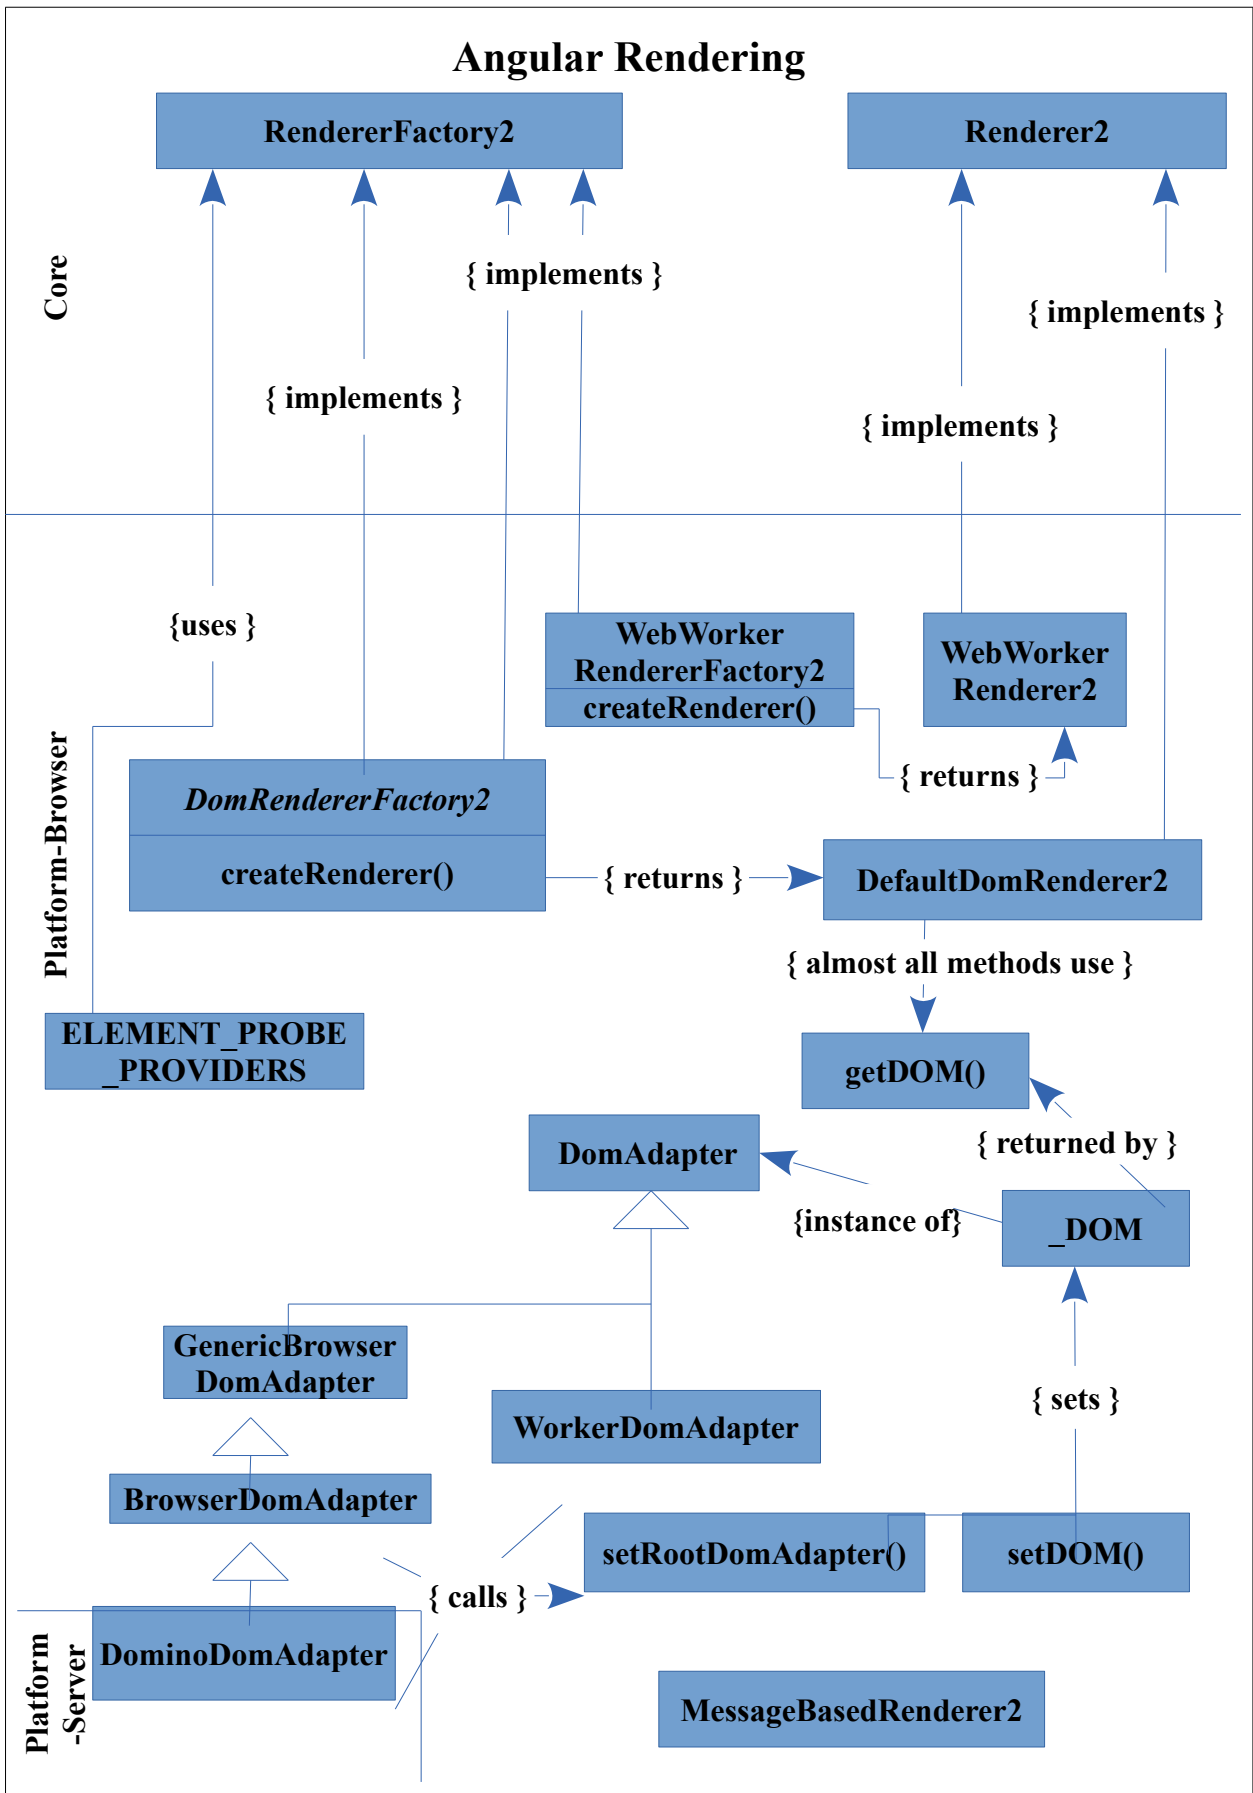 Angular Rendering
RendererFactory2
Renderer2
Core
{ implements }
{ implements }
{ implements }
{ implements }
{uses }
WebWorker
RendererFactory2
createRenderer()
WebWorker
Renderer2
{ returns }
Platform-Browser
DomRendererFactory2
createRenderer()
{ returns }
DefaultDomRenderer2
{ almost all methods use }
ELEMENT_PROBE
_PROVIDERS
getDOM()
DomAdapter
{ returned by }
{instance of}
_DOM
GenericBrowser
DomAdapter
WorkerDomAdapter
{ sets }
BrowserDomAdapter
setRootDomAdapter()
setDOM()
{ calls }
Platform
-Server
DominoDomAdapter
MessageBasedRenderer2